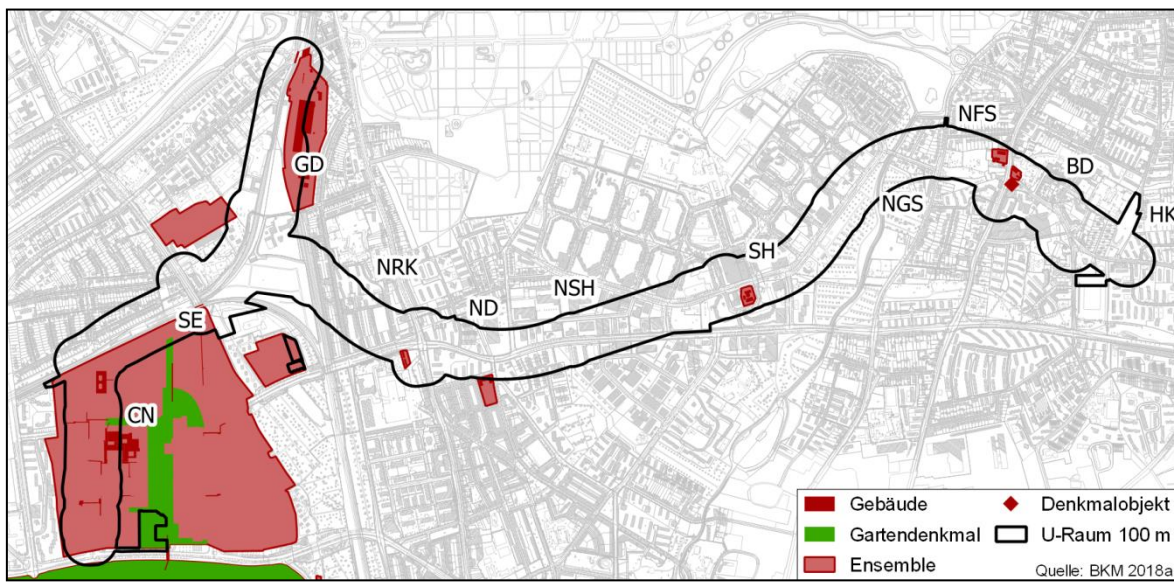 NFS
GD
BD
NGS
HK
NRK
SH
ND
NSH
SE
CN
Gebäude
Denkmalobjekt
Gartendenkmal
U-Raum 100 m
Ensemble
Quelle: BKM 2018a